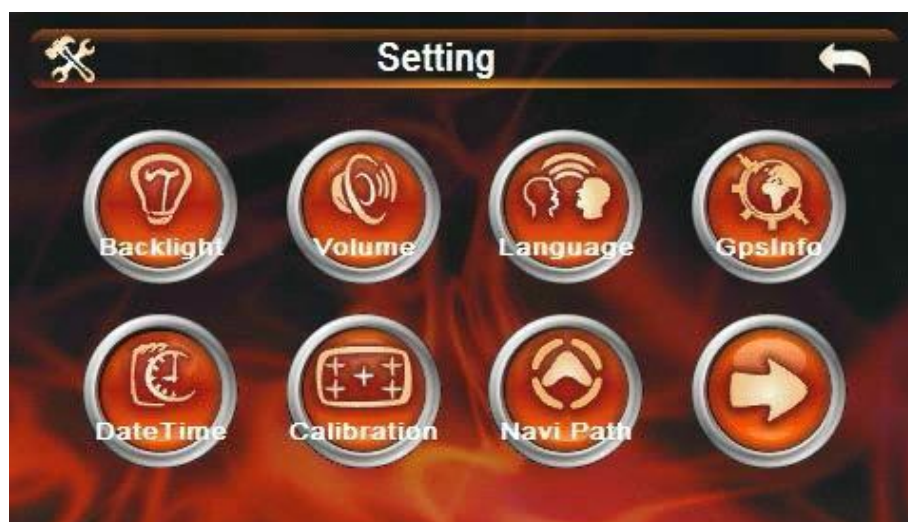 Setting
Backlight
Volume
Language
GpsInfo
DateTime
Calibration
Navi Path